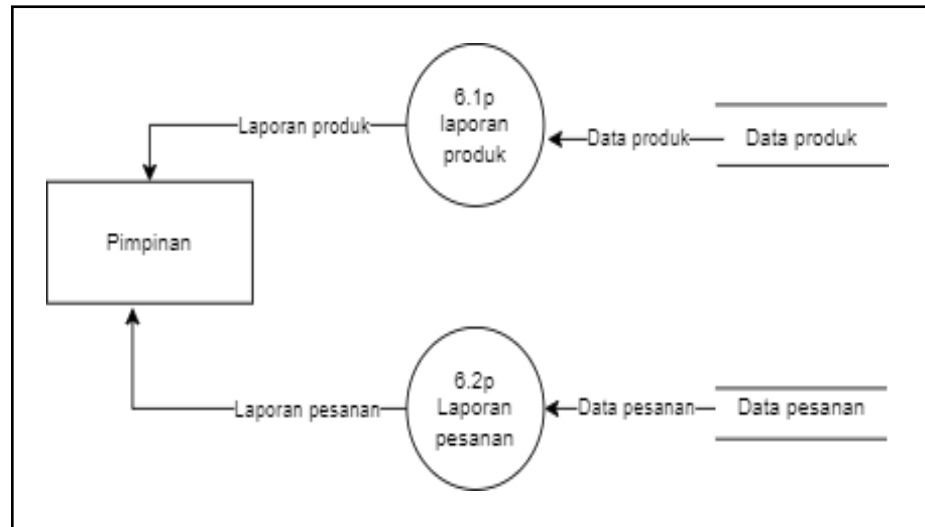 6.1p
laporan
produk
Laporan produk
Data produk
Data produk
Pimpinan
6.2p
Laporan
pesanan
Laporan pesanan
Data pesanan
Data pesanan